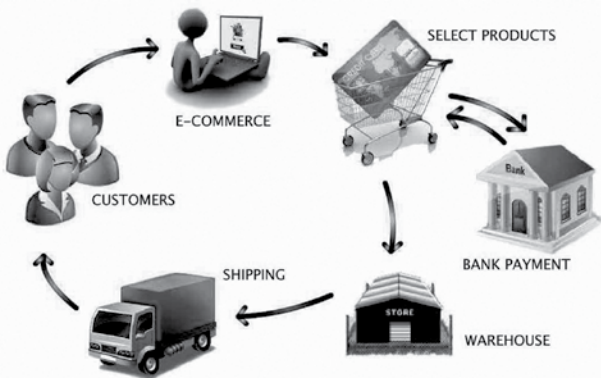 SELECT PRODUCTS
E-COMMERCE
Bank
CUSTOMERS
BANK PAYMENT
SHIPPING
STORE
WAREHOUSE